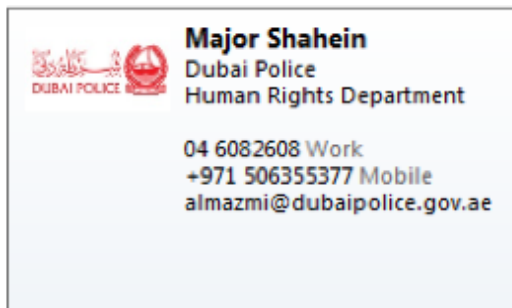 Major Shahein
DUBAI POLICE
Dubai Police
Human Rights Department
04 6082608 Work
+971 506355377 Mobile
almazmi@dubaipolice.gov.ae